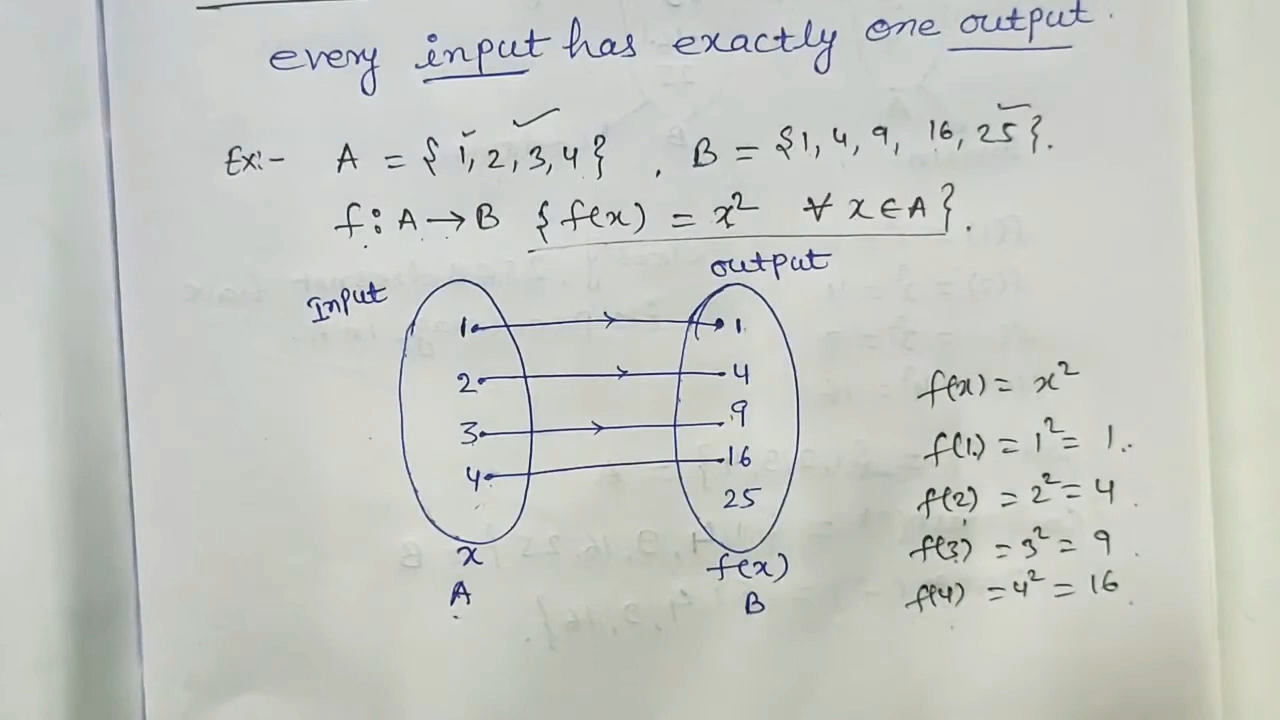 every input has exactly one output.
Ex:- A = {1, 2, 3, 4} , B = {1, 4, 9, 16, 25}.
f: A → B {f(x) = x² ∀ x ∈ A}.
Input output
1 1
2 4
3 9
4 16
25
x f(x)
A B
f(x) = x²
f(1) = 1² = 1.
f(2) = 2² = 4
f(3) = 3² = 9.
f(4) = 4² = 16.